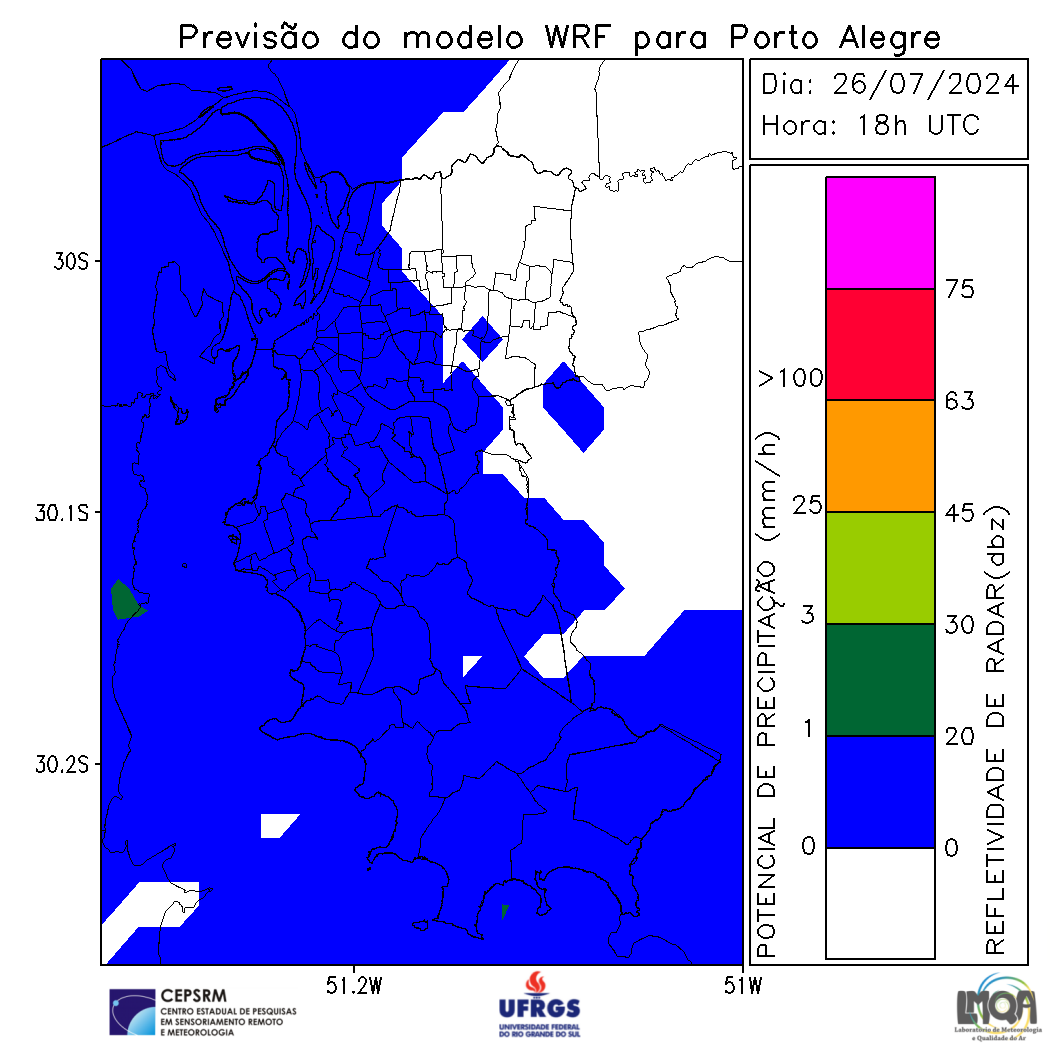 Previsão do modelo WRF para Porto Alegre
Dia: 26/07/2024
Hora: 18h UTC
30S
30.1S
30.2S
51.2W
51W
>100
25
3
1
0
75
63
45
30
20
0
POTENCIAL DE PRECIPITAÇÃO (mm/h)
REFLETIVIDADE DE RADAR(dbz)
CEPSRM
CENTRO ESTADUAL DE PESQUISAS
EM SENSORIAMENTO REMOTO
E METEOROLOGIA
UFRGS
UNIVERSIDADE FEDERAL
DO RIO GRANDE DO SUL
LMQA
Laboratório de Meteorologia
e Qualidade do Ar